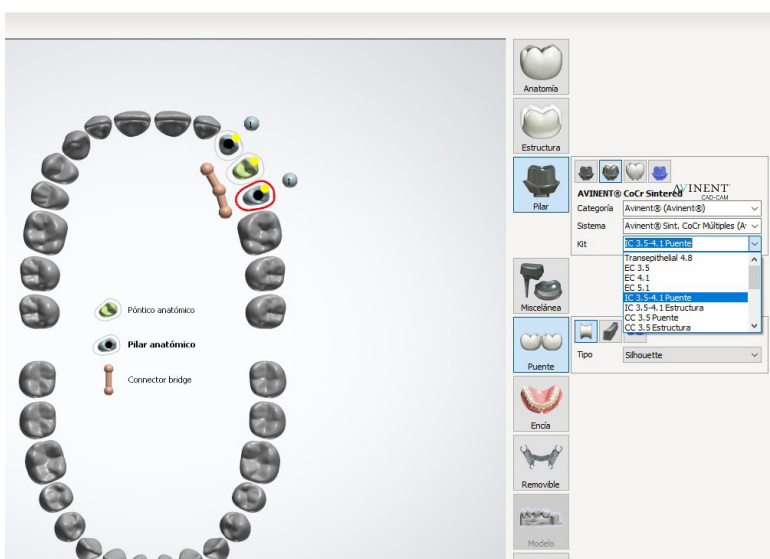 Póntico anatómico
Pilar anatómico
Connector bridge
Anatomía
Estructura
Pilar
Miscelánea
Puente
Encía
Removible
Modelo
AVINENT® CoCr Sintered
AVINENT®
CAD-CAM
Categoría
Avinent® (Avinent®)
Sistema
Avinent® Sint. CoCr Múltiples (A
Kit
IC 3.5-4.1 Puente
Transepithelial 4.8
EC 3.5
EC 4.1
EC 5.1
IC 3.5-4.1 Puente
IC 3.5-4.1 Estructura
CC 3.5 Puente
CC 3.5 Estructura
Tipo
Silhouette